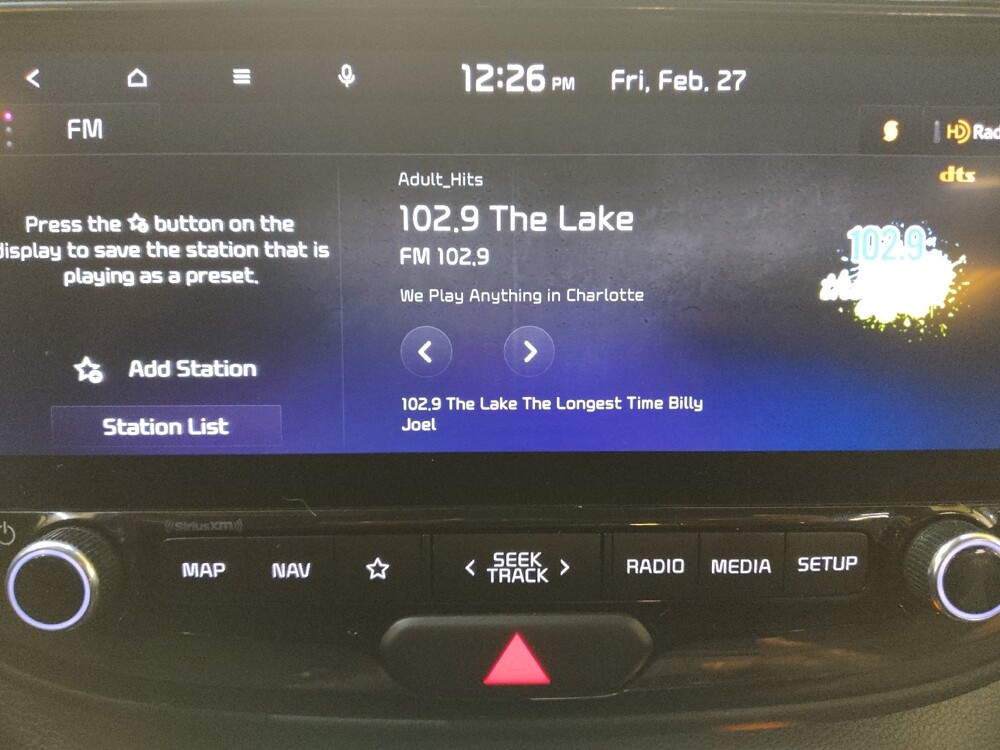 12:26 PM Fri, Feb. 27
FM
HD Rad
dts
Adult_Hits
Press the button on the
display to save the station that is
playing as a preset.
102.9 The Lake
FM 102.9
We Play Anything in Charlotte
102.9
Add Station
Station List
102.9 The Lake The Longest Time Billy
Joel
SiriusXM
MAP NAV SEEK TRACK RADIO MEDIA SETUP